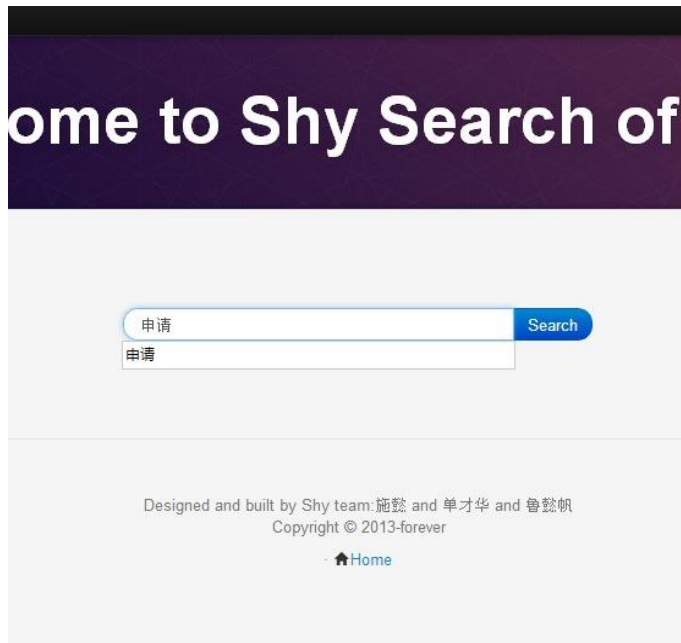 ome to Shy Search of
申请
Search
申请
Designed and built by Shy team:施懿 and 单才华 and 鲁懿帆
Copyright © 2013-forever
· Home